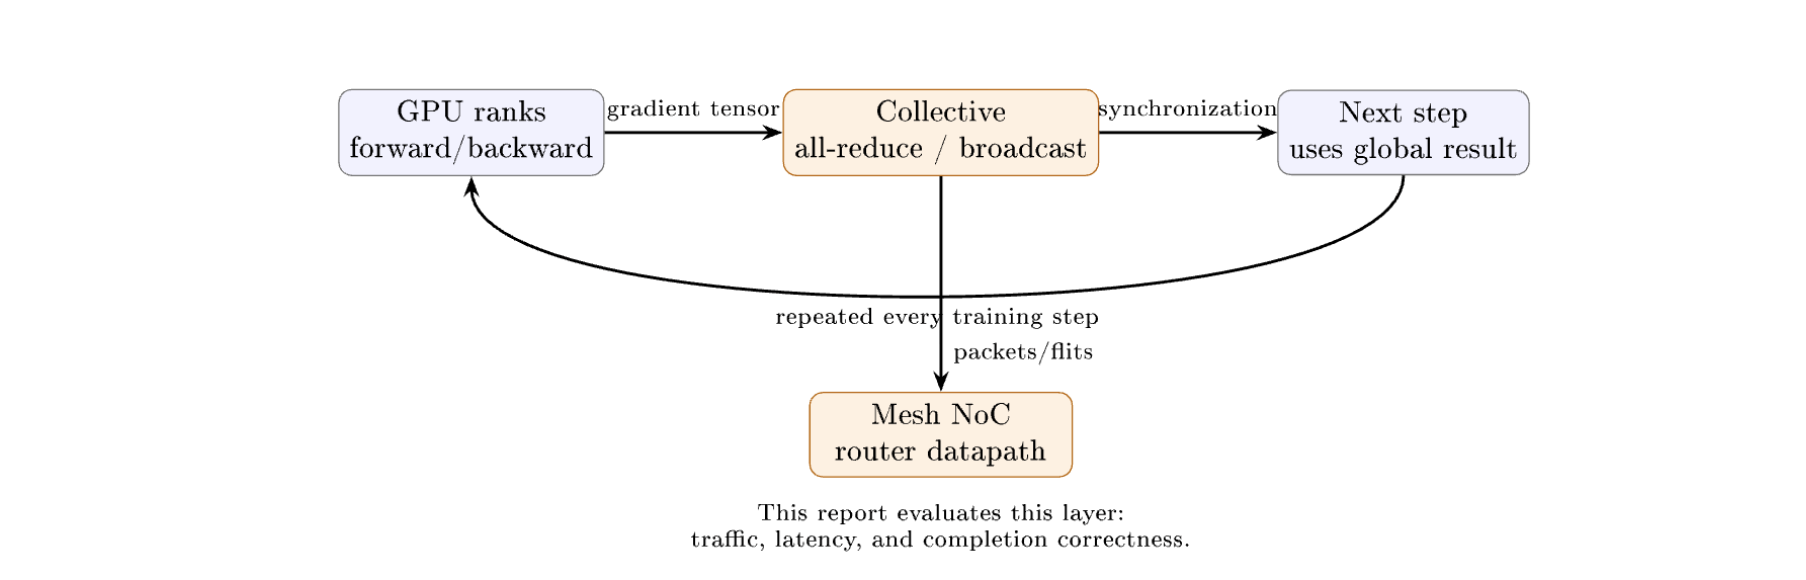 GPU ranks
forward/backward
gradient tensor
Collective
all-reduce / broadcast
synchronization
Next step
uses global result
repeated every training step
packets/flits
Mesh NoC
router datapath
This report evaluates this layer:
traffic, latency, and completion correctness.